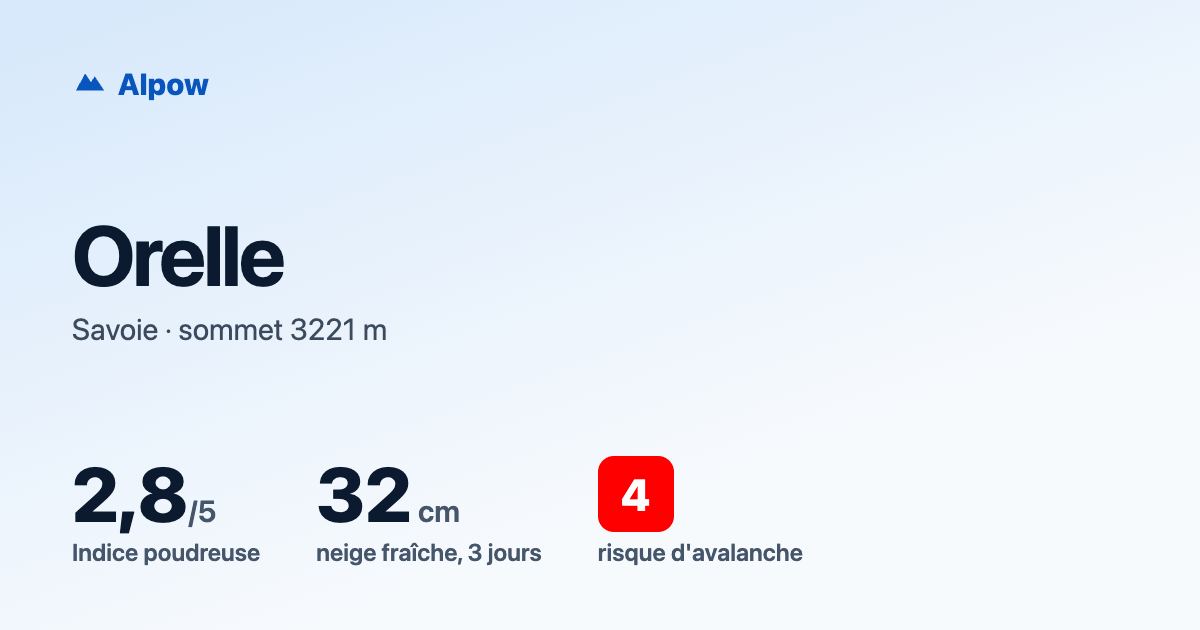 Alpow
Orelle
Savoie · sommet 3221 m
2,8/5
Indice poudreuse
32 cm
neige fraîche, 3 jours
4
risque d'avalanche